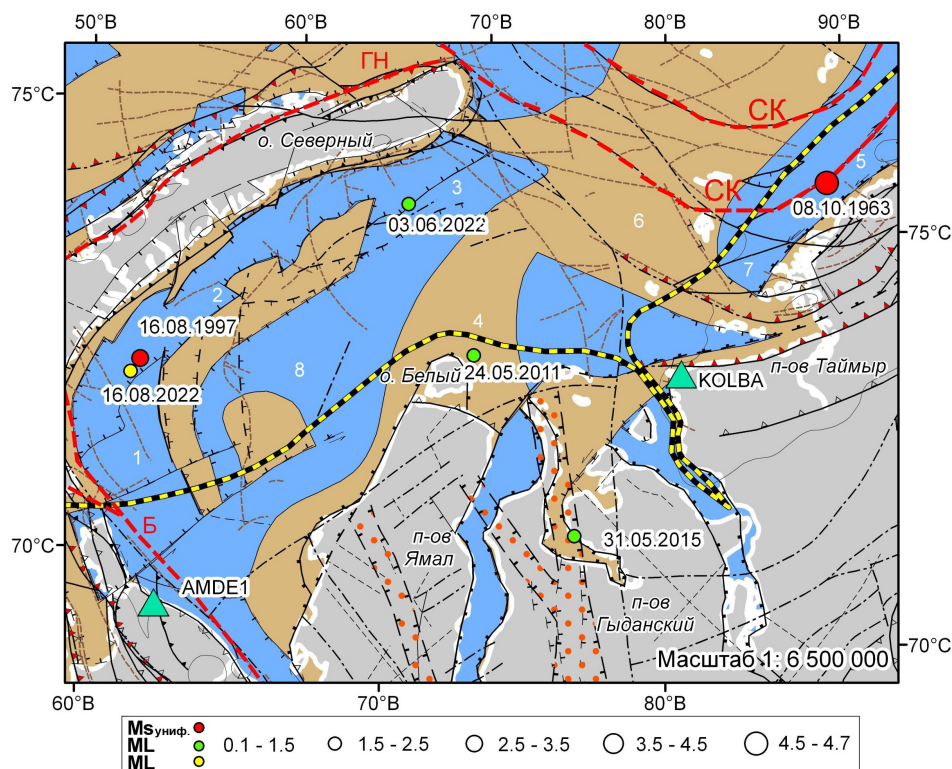 50°В 60°В 70°В 80°В 90°В
ГН
75°С
СК
о. Северный
5
СК
3
08.10.1963
03.06.2022
6
75°С
7
2
16.08.1997
4
8
п-ов Таймыр
24.05.2011
о. Белый
KOLBA
16.08.2022
1
Б
70°С
31.05.2015
п-ов
Ямал
AMDE1
п-ов
Гыданский
70°С
Масштаб 1: 6 500 000
60°В 70°В 80°В
Msуниф.
ML 0.1 - 1.5 1.5 - 2.5 2.5 - 3.5 3.5 - 4.5 4.5 - 4.7
ML